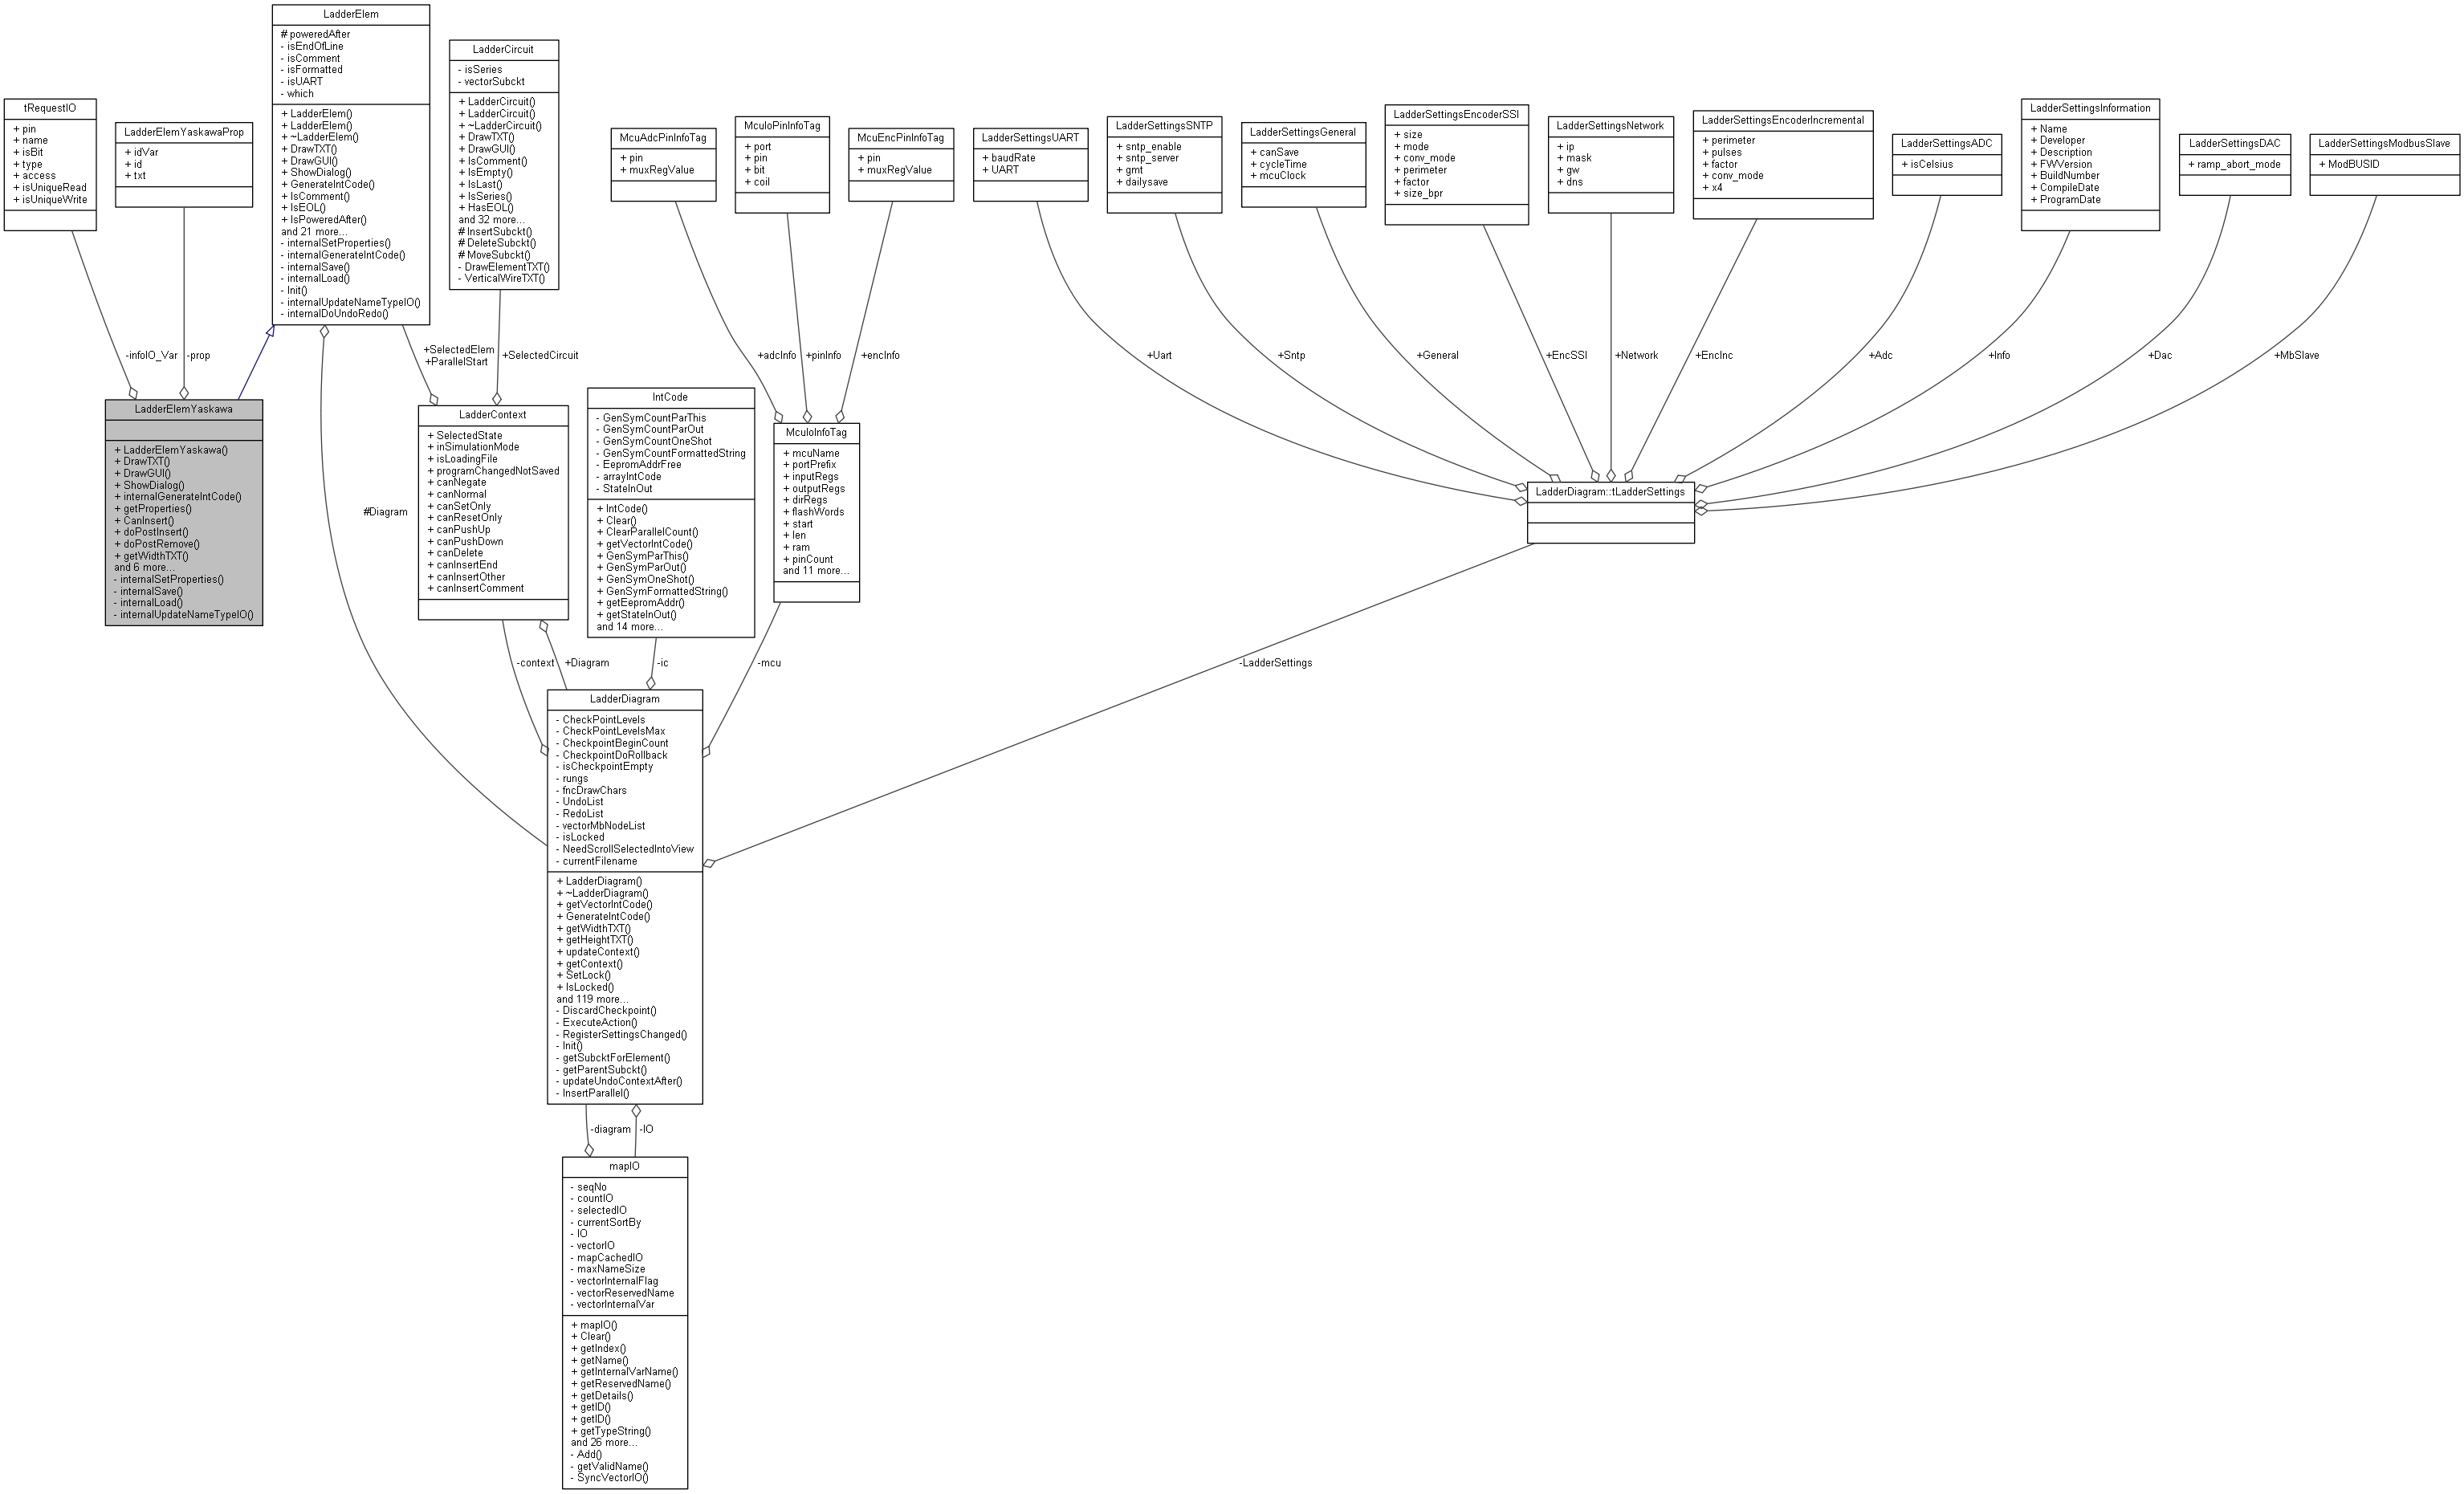 LadderElem
# poweredAfter
- isEndOfLine
- isComment
- isFormatted
- isUART
- which
+ LadderElem()
+ LadderElem()
+ ~LadderElem()
+ DrawTXT()
+ DrawGUI()
+ ShowDialog()
+ GenerateIntCode()
+ IsComment()
+ IsEOL()
+ IsPoweredAfter()
and 21 more...
- internalSetProperties()
- internalGenerateIntCode()
- internalSave()
- internalLoad()
- Init()
- internalUpdateNameTypeIO()
- internalDoUndoRedo()
LadderCircuit
- isSeries
- vectorSubckt
+ LadderCircuit()
+ LadderCircuit()
+ ~LadderCircuit()
+ DrawTXT()
+ DrawGUI()
+ IsComment()
+ IsEmpty()
+ IsLast()
+ IsSeries()
+ HasEOL()
and 32 more...
# InsertSubckt()
# DeleteSubckt()
# MoveSubckt()
- DrawElementTXT()
- VerticalWireTXT()
tRequestIO
+ pin
+ name
+ isBit
+ type
+ access
+ isUniqueRead
+ isUniqueWrite
LadderElemYaskawaProp
+ idVar
+ id
+ txt
McuAdcPinInfoTag
+ pin
+ muxRegValue
McuIoPinInfoTag
+ port
+ pin
+ bit
+ coil
McuEncPinInfoTag
+ pin
+ muxRegValue
LadderSettingsUART
+ baudRate
+ UART
LadderSettingsSNTP
+ sntp_enable
+ sntp_server
+ gmt
+ dailysave
LadderSettingsGeneral
+ canSave
+ cycleTime
+ mcuClock
LadderSettingsEncoderSSI
+ size
+ mode
+ conv_mode
+ perimeter
+ factor
+ size_bpr
LadderSettingsNetwork
+ ip
+ mask
+ gw
+ dns
LadderSettingsEncoderIncremental
+ perimeter
+ pulses
+ factor
+ conv_mode
+ x4
LadderSettingsADC
+ isCelsius
LadderSettingsInformation
+ Name
+ Developer
+ Description
+ FWVersion
+ BuildNumber
+ CompileDate
+ ProgramDate
LadderSettingsDAC
+ ramp_abort_mode
LadderSettingsModbusSlave
+ ModBUSID
-infoIO_Var
-prop
+SelectedElem
+ParallelStart
+SelectedCircuit
+adcInfo
+pinInfo
+encInfo
+Uart
+Sntp
+General
+EncSSI
+Network
+EncInc
+Adc
+Info
+Dac
+MbSlave
LadderElemYaskawa
+ LadderElemYaskawa()
+ DrawTXT()
+ DrawGUI()
+ ShowDialog()
+ internalGenerateIntCode()
+ getProperties()
+ CanInsert()
+ doPostInsert()
+ doPostRemove()
+ getWidthTXT()
and 6 more...
- internalSetProperties()
- internalSave()
- internalLoad()
- internalUpdateNameTypeIO()
#Diagram
LadderContext
+ SelectedState
+ inSimulationMode
+ isLoadingFile
+ programChangedNotSaved
+ canNegate
+ canNormal
+ canSetOnly
+ canResetOnly
+ canPushUp
+ canPushDown
+ canDelete
+ canInsertEnd
+ canInsertOther
+ canInsertComment
IntCode
- GenSymCountParThis
- GenSymCountParOut
- GenSymCountOneShot
- GenSymCountFormattedString
- EepromAddrFree
- arrayIntCode
- StateInOut
+ IntCode()
+ Clear()
+ ClearParallelCount()
+ getVectorIntCode()
+ GenSymParThis()
+ GenSymParOut()
+ GenSymOneShot()
+ GenSymFormattedString()
+ getEepromAddr()
+ getStateInOut()
and 14 more...
McuIoInfoTag
+ mcuName
+ portPrefix
+ inputRegs
+ outputRegs
+ dirRegs
+ flashWords
+ start
+ len
+ ram
+ pinCount
and 11 more...
LadderDiagram::tLadderSettings
-context
+Diagram
-ic
-mcu
-LadderSettings
LadderDiagram
- CheckPointLevels
- CheckPointLevelsMax
- CheckpointBeginCount
- CheckpointDoRollback
- isCheckpointEmpty
- rungs
- fncDrawChars
- UndoList
- RedoList
- vectorMbNodeList
- isLocked
- NeedScrollSelectedIntoView
- currentFilename
+ LadderDiagram()
+ ~LadderDiagram()
+ getVectorIntCode()
+ GenerateIntCode()
+ getWidthTXT()
+ getHeightTXT()
+ updateContext()
+ getContext()
+ SetLock()
+ IsLocked()
and 119 more...
- DiscardCheckpoint()
- ExecuteAction()
- RegisterSettingsChanged()
- Init()
- getSubcktForElement()
- getParentSubckt()
- updateUndoContextAfter()
- InsertParallel()
-diagram
-IO
mapIO
- seqNo
- countIO
- selectedIO
- currentSortBy
- IO
- vectorIO
- mapCachedIO
- maxNameSize
- vectorInternalFlag
- vectorReservedName
- vectorInternalVar
+ mapIO()
+ Clear()
+ getIndex()
+ getName()
+ getInternalVarName()
+ getReservedName()
+ getDetails()
+ getID()
+ getID()
+ getTypeString()
and 26 more...
- Add()
- getValidName()
- SyncVectorIO()